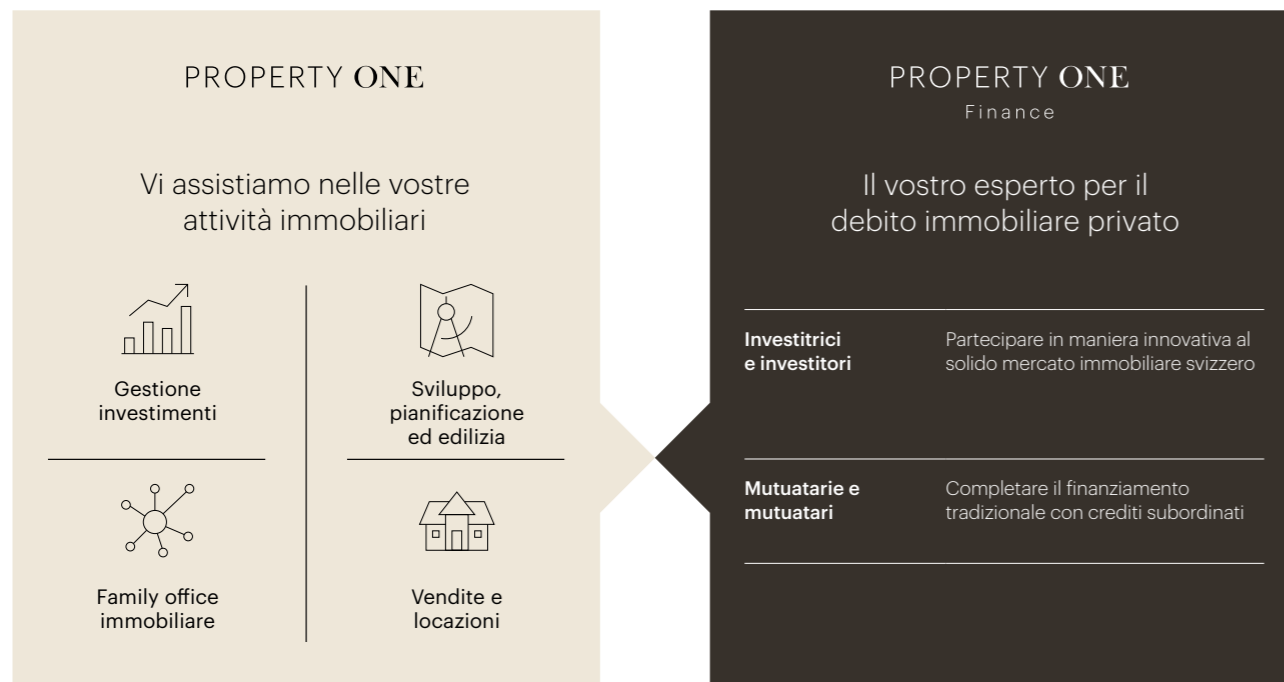 PROPERTY ONE
Vi assistiamo nelle vostre
attività immobiliari
Gestione
investimenti
Sviluppo,
pianificazione
ed edilizia
Family office
immobiliare
Vendite e
locazioni
PROPERTY ONE
Finance
Il vostro esperto per il
debito immobiliare privato
Investitrici
e investitori
Partecipare in maniera innovativa al
solido mercato immobiliare svizzero
Mutuatarie e
mutuatari
Completare il finanziamento
tradizionale con crediti subordinati